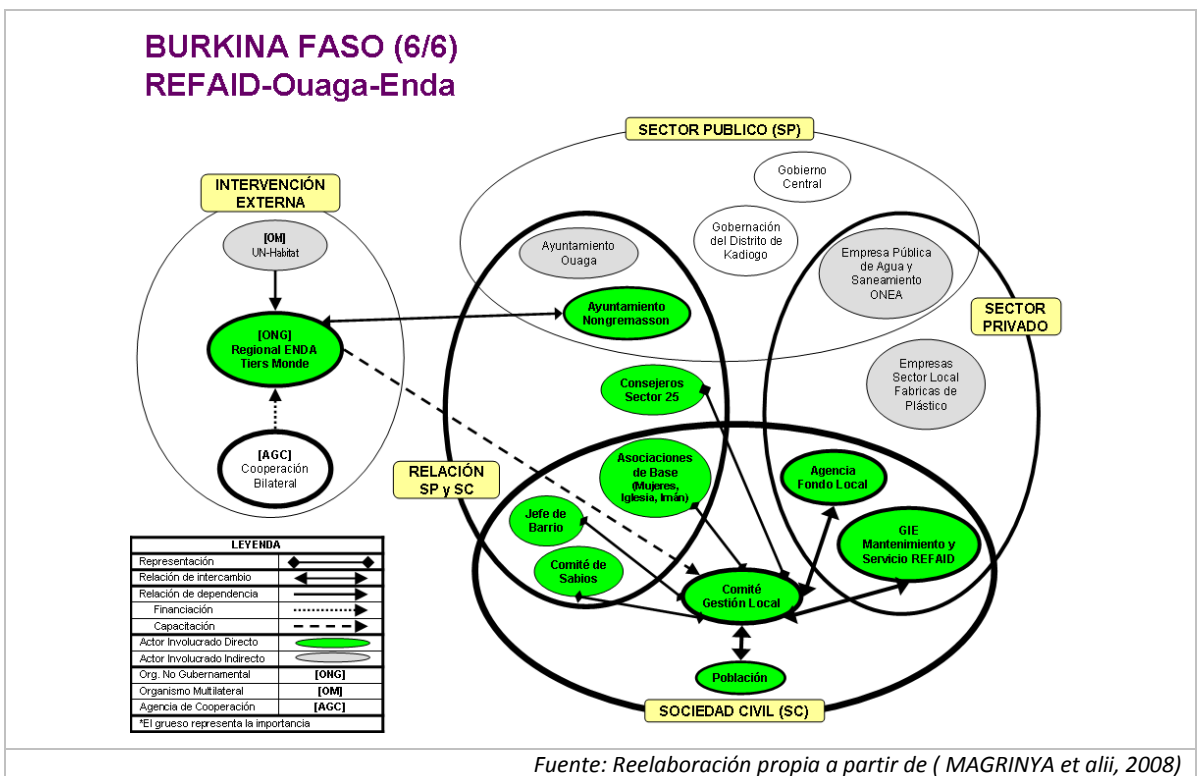 BURKINA FASO (6/6)
REFAID-Ouaga-Enda
SECTOR PUBLICO (SP)
Gobierno
Central
INTERVENCIÓN
EXTERNA
Gobernación
del Distrito de
Kadiogo
[OM]
UN-Habitat
Ayuntamiento
Ouaga
Empresa Pública
de Agua y
Saneamiento
ONEA
Ayuntamiento
Nongremasson
SECTOR
PRIVADO
[ONG]
Regional ENDA
Tiers Monde
Empresas
Sector Local
Fabricas de
Plástico
Consejeros
Sector 25
[AGC]
Cooperación
Bilateral
RELACIÓN
SP y SC
Asociaciones
de Base
(Mujeres,
Iglesia, Imán)
Agencia
Fondo Local
Jefe de
Barrio
GIE
Mantenimiento y
Servicio REFAID
Comité de
Sabios
Comité
Gestión Local
Población
SOCIEDAD CIVIL (SC)
LEYENDA
Representación
Relación de intercambio
Relación de dependencia
Financiación
Capacitación
Actor Involucrado Directo
Actor Involucrado Indirecto
Org. No Gubernamental [ONG]
Organismo Multilateral [OM]
Agencia de Cooperación [AGC]
*El grueso representa la importancia
Fuente: Reelaboración propia a partir de ( MAGRINYA et alii, 2008)